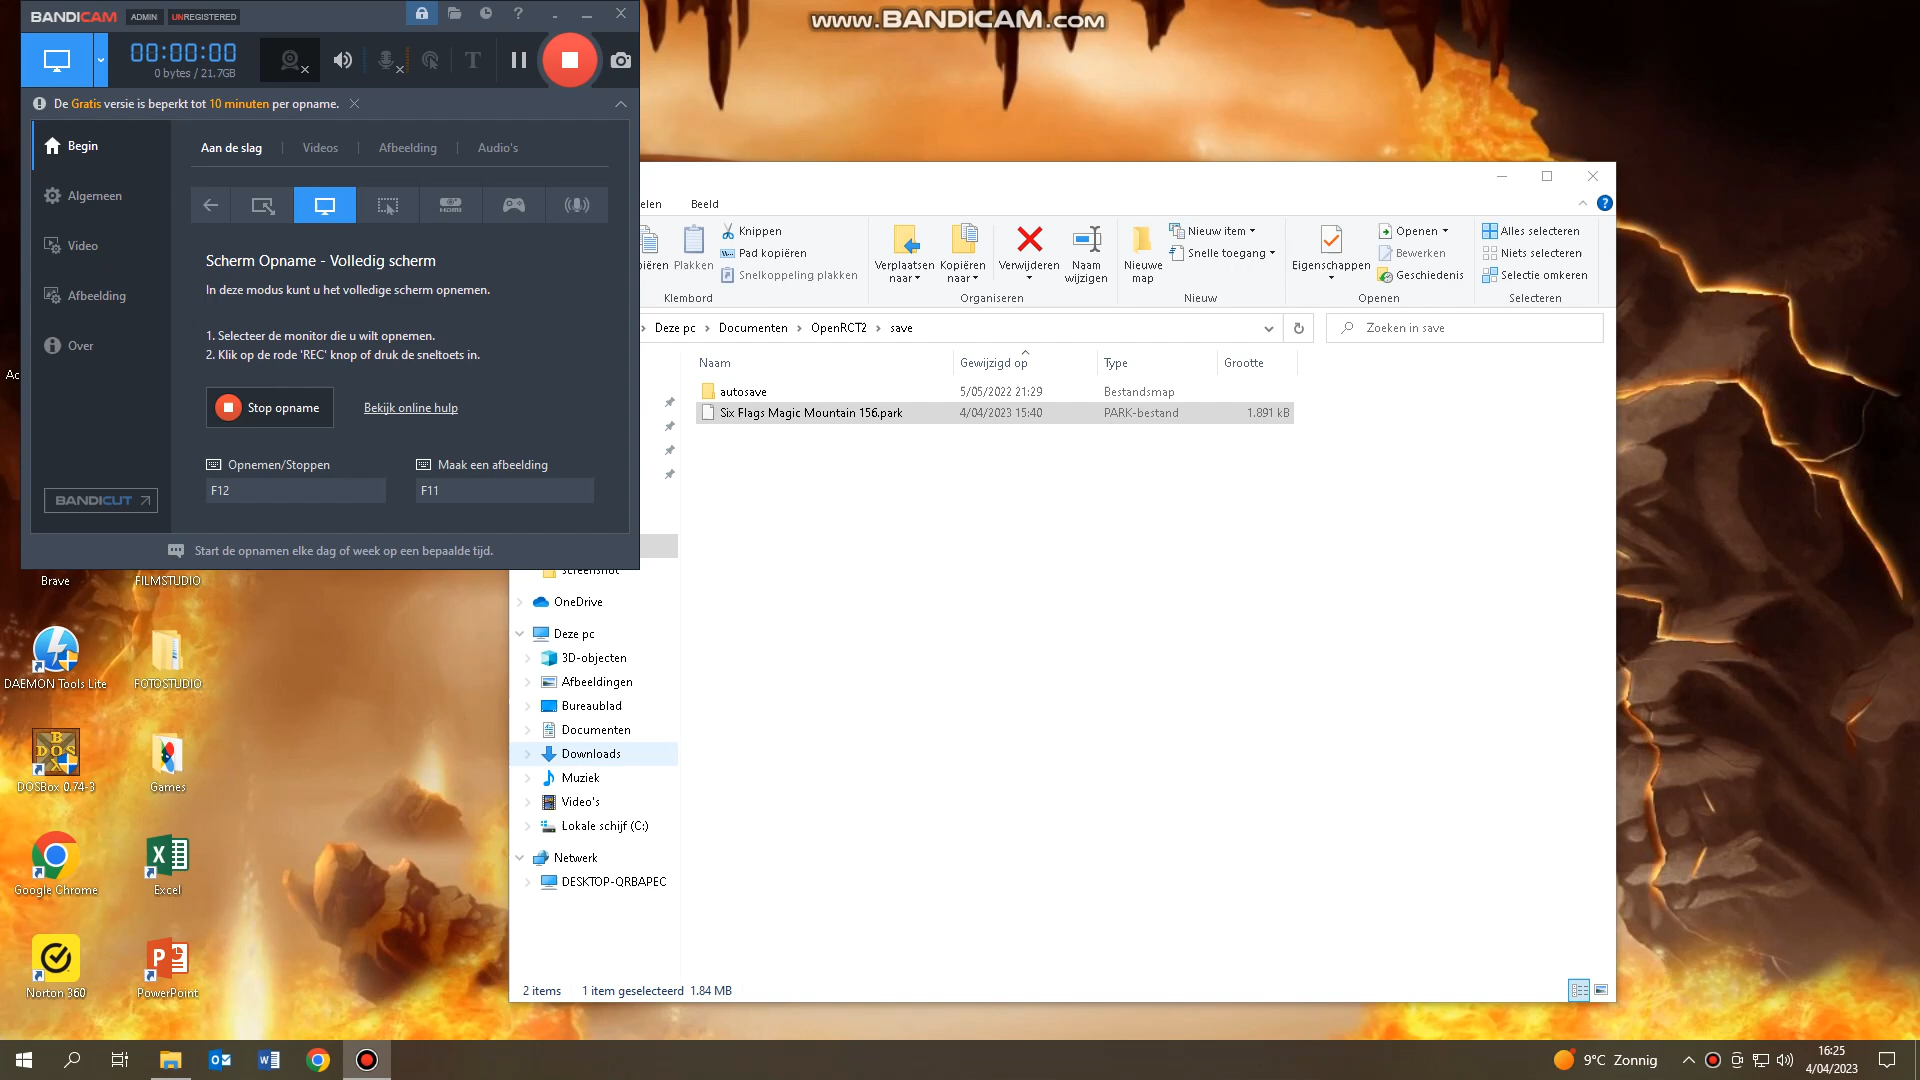 www.BANDICAM.com
BANDICAM
ADMIN
UNREGISTERED
00:00:00
0 bytes / 21.7GB
De Gratis versie is beperkt tot 10 minuten per opname.
Begin
Algemeen
Video
Afbeelding
Over
BANDICUT
Aan de slag
Videos
Afbeelding
Audio's
HDMI
Scherm Opname - Volledig scherm
In deze modus kunt u het volledige scherm opnemen.
1. Selecteer de monitor die u wilt opnemen.
2. Klik op de rode 'REC' knop of druk de sneltoets in.
Stop opname
Bekijk online hulp
Opnemen/Stoppen
Maak een afbeelding
F12
F11
Start de opnamen elke dag of week op een bepaalde tijd.
elen
Beeld
iëren
Plakken
Knippen
Pad kopiëren
Snelkoppeling plakken
Klembord
Verplaatsen naar
Kopiëren naar
Verwijderen
Naam wijzigen
Organiseren
Nieuwe map
Nieuw item
Snelle toegang
Nieuw
Eigenschappen
Openen
Bewerken
Geschiedenis
Openen
Alles selecteren
Niets selecteren
Selectie omkeren
Selecteren
Deze pc
Documenten
OpenRCT2
save
Zoeken in save
Naam
Gewijzigd op
Type
Grootte
autosave
5/05/2022 21:29
Bestandsmap
Six Flags Magic Mountain 156.park
4/04/2023 15:40
PARK-bestand
1.891 kB
screenshot
OneDrive
Deze pc
3D-objecten
Afbeeldingen
Bureaublad
Documenten
Downloads
Muziek
Video's
Lokale schijf (C:)
Netwerk
DESKTOP-QRBAPEC
2 items
1 item geselecteerd
1.84 MB
Ac
Brave
FILMSTUDIO
DAEMON Tools Lite
FOTOSTUDIO
DOSBox 0.74-3
Games
Google Chrome
Excel
Norton 360
PowerPoint
9°C Zonnig
16:25
4/04/2023